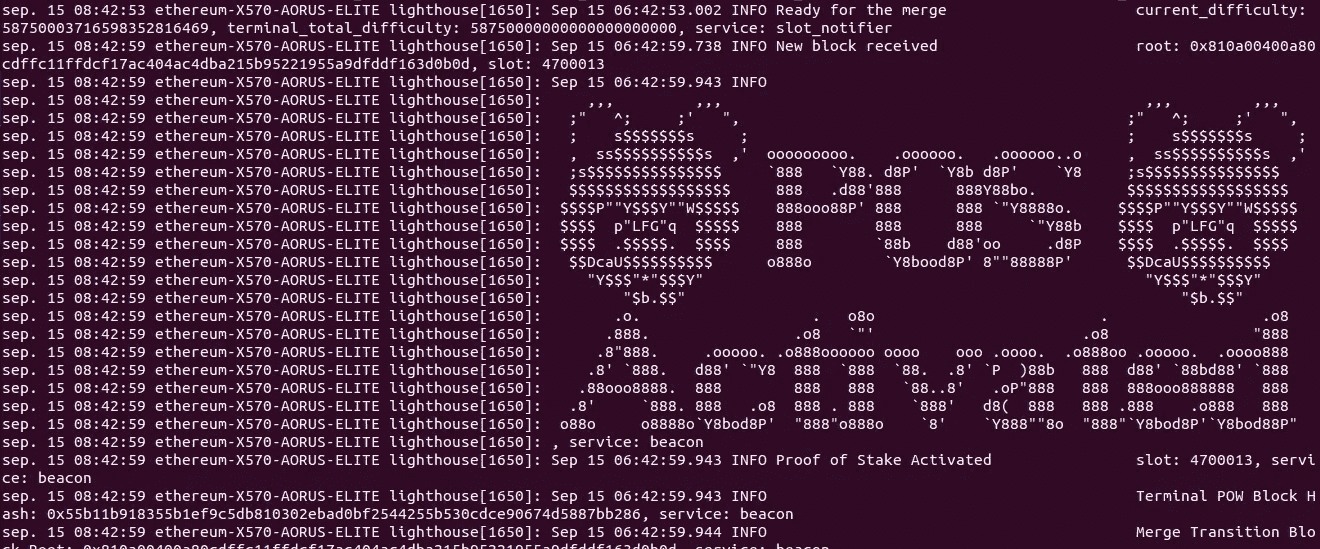 sep. 15 08:42:53 ethereum-X570-AORUS-ELITE lighthouse[1650]: Sep 15 06:42:53.002 INFO Ready for the merge                         current_difficulty:
58750003716598352816469, terminal_total_difficulty: 58750000000000000000000, service: slot_notifier
sep. 15 08:42:59 ethereum-X570-AORUS-ELITE lighthouse[1650]: Sep 15 06:42:59.738 INFO New block received                          root: 0x810a00400a80
cdffc11ffdcf17ac404ac4dba215b95221955a9dfddf163d0b0d, slot: 4700013
sep. 15 08:42:59 ethereum-X570-AORUS-ELITE lighthouse[1650]: Sep 15 06:42:59.943 INFO
sep. 15 08:42:59 ethereum-X570-AORUS-ELITE lighthouse[1650]:      ,,,         ,,,                                               ,,,         ,,,
sep. 15 08:42:59 ethereum-X570-AORUS-ELITE lighthouse[1650]:   ;"   ^;     ;'   ",                                           ;"   ^;     ;'   ",
sep. 15 08:42:59 ethereum-X570-AORUS-ELITE lighthouse[1650]:   ;    s$$$$$$$s     ;                                          ;    s$$$$$$$s     ;
sep. 15 08:42:59 ethereum-X570-AORUS-ELITE lighthouse[1650]:   ,  ss$$$$$$$$$$s  ,'  ooooooooo.    .oooooo.   .oooooo..o     ,  ss$$$$$$$$$$s  ,'
sep. 15 08:42:59 ethereum-X570-AORUS-ELITE lighthouse[1650]:   ;s$$$$$$$$$$$$$$$     `888   `Y88. d8P'  `Y8b d8P'    `Y8     ;s$$$$$$$$$$$$$$$
sep. 15 08:42:59 ethereum-X570-AORUS-ELITE lighthouse[1650]:   $$$$$$$$$$$$$$$$$$     888   .d88'888      888Y88bo.          $$$$$$$$$$$$$$$$$$
sep. 15 08:42:59 ethereum-X570-AORUS-ELITE lighthouse[1650]:  $$$$P""Y$$$Y""W$$$$$    888ooo88P' 888      888 `"Y8888o.     $$$$P""Y$$$Y""W$$$$$
sep. 15 08:42:59 ethereum-X570-AORUS-ELITE lighthouse[1650]:  $$$$  p"LFG"q  $$$$$    888        888      888     `"Y88b    $$$$  p"LFG"q  $$$$$
sep. 15 08:42:59 ethereum-X570-AORUS-ELITE lighthouse[1650]:  $$$$  .$$$$$.  $$$$     888        `88b    d88'oo     .d8P    $$$$  .$$$$$.  $$$$
sep. 15 08:42:59 ethereum-X570-AORUS-ELITE lighthouse[1650]:   $$DcaU$$$$$$$$$$      o888o        `Y8bood8P' 8""88888P'      $$DcaU$$$$$$$$$$
sep. 15 08:42:59 ethereum-X570-AORUS-ELITE lighthouse[1650]:     "Y$$$"*"$$$Y"                                                 "Y$$$"*"$$$Y"
sep. 15 08:42:59 ethereum-X570-AORUS-ELITE lighthouse[1650]:         "$b.$$"                                                       "$b.$$"
sep. 15 08:42:59 ethereum-X570-AORUS-ELITE lighthouse[1650]:        .o.                   .   o8o                         .                 .o8
sep. 15 08:42:59 ethereum-X570-AORUS-ELITE lighthouse[1650]:       .888.                .o8   `"'                       .o8                "888
sep. 15 08:42:59 ethereum-X570-AORUS-ELITE lighthouse[1650]:      .8"888.     .ooooo. .o888oooooo oooo    ooo .oooo.  .o888oo .ooooo.  .oooo888
sep. 15 08:42:59 ethereum-X570-AORUS-ELITE lighthouse[1650]:     .8' `888.   d88' `"Y8  888  `888  `88.  .8' `P  )88b   888  d88' `88bd88' `888
sep. 15 08:42:59 ethereum-X570-AORUS-ELITE lighthouse[1650]:    .88ooo8888.  888        888   888   `88..8'   .oP"888   888  888ooo888888   888
sep. 15 08:42:59 ethereum-X570-AORUS-ELITE lighthouse[1650]:   .8'     `888. 888   .o8  888 . 888    `888'   d8(  888   888 .888    .o888   888
sep. 15 08:42:59 ethereum-X570-AORUS-ELITE lighthouse[1650]:  o88o     o8888o`Y8bod8P'  "888"o888o    `8'    `Y888""8o  "888"`Y8bod8P'`Y8bod88P"
sep. 15 08:42:59 ethereum-X570-AORUS-ELITE lighthouse[1650]: , service: beacon
sep. 15 08:42:59 ethereum-X570-AORUS-ELITE lighthouse[1650]: Sep 15 06:42:59.943 INFO Proof of Stake Activated                    slot: 4700013, servi
ce: beacon
sep. 15 08:42:59 ethereum-X570-AORUS-ELITE lighthouse[1650]: Sep 15 06:42:59.943 INFO                                             Terminal POW Block H
ash: 0x55b11b918355b1ef9c5db810302ebad0bf2544255b530cdce90674d5887bb286, service: beacon
sep. 15 08:42:59 ethereum-X570-AORUS-ELITE lighthouse[1650]: Sep 15 06:42:59.944 INFO                                             Merge Transition Blo
ck Root: 0x810a00400a80cdffc11ffdcf17ac404ac4dba215b95221955a9dfddf163d0b0d, service: beacon